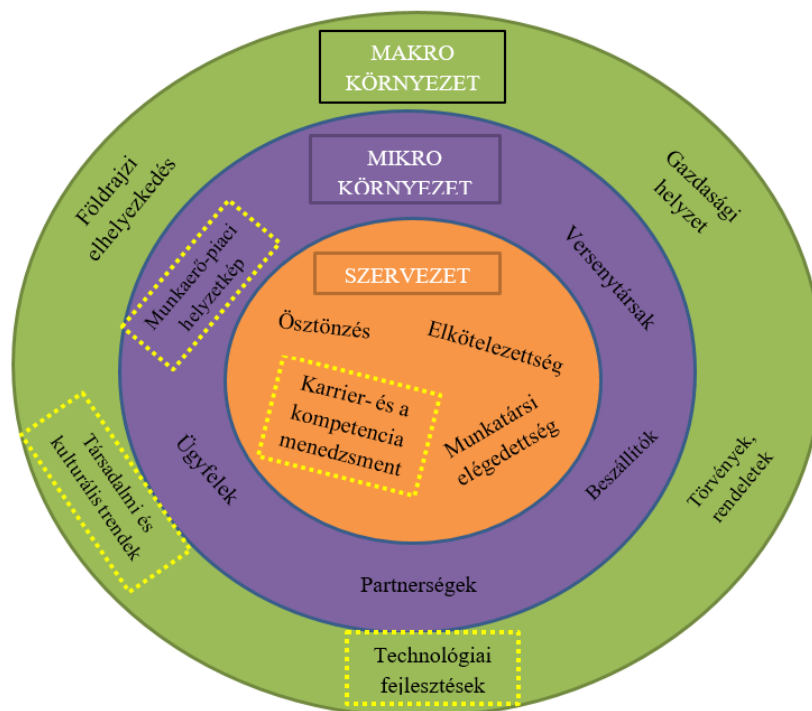 MAKRO
KÖRNYEZET
MIKRO
KÖRNYEZET
Földrajzi
elhelyezkedés
Gazdasági
helyzet
Munkaerő-piaci
helyzetkép
Versenytársak
SZERVEZET
Ösztönzés
Elkötelezettség
Karrier- és a
kompetencia
menedzsment
Munkatársi
elégedettség
Társadalmi és
kulturális trendek
Ügyfelek
Beszállítók
Törvények,
rendeletek
Partnerségek
Technológiai
fejlesztések